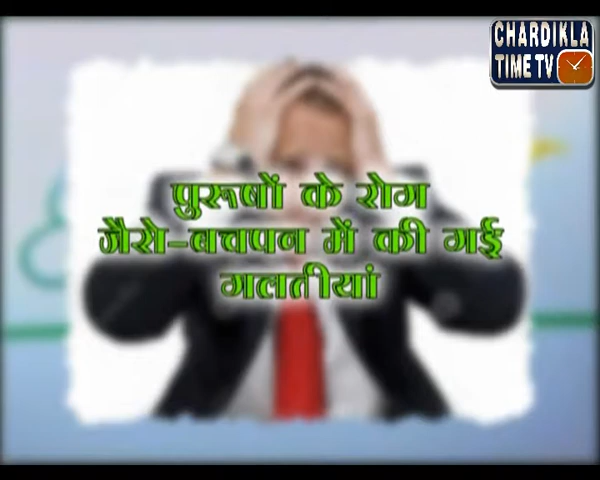 CHARDIKLA
TIME TV
पुरूषों के रोग
जैसे-बचपन में की गई
गलतीयां